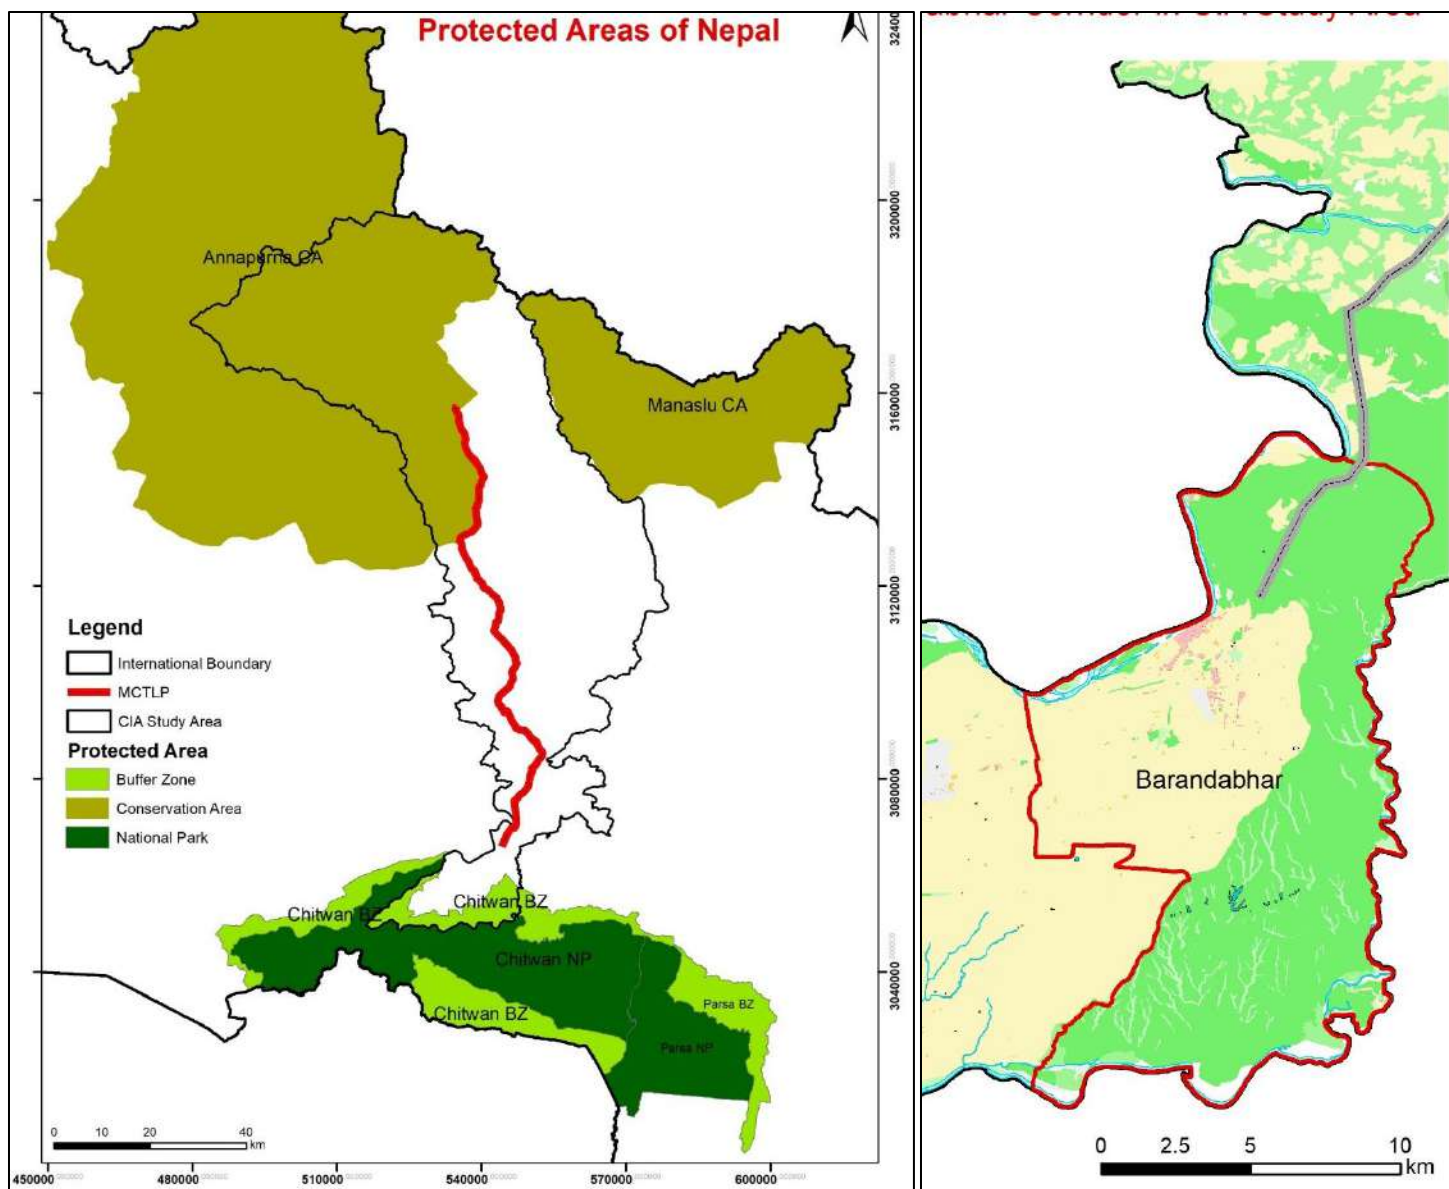 Protected Areas of Nepal
Annapurna CA
Manaslu CA
Legend
International Boundary
MCTLP
CIA Study Area
Protected Area
Buffer Zone
Conservation Area
National Park
Chitwan BZ
Chitwan BZ
Chitwan NP
Chitwan BZ
Parsa BZ
Parsa NP
0 10 20 40
km
450000 480000 510000 540000 570000 600000
3200000
3160000
3120000
3080000
3040000
Barandabhar
0 2.5 5 10
km